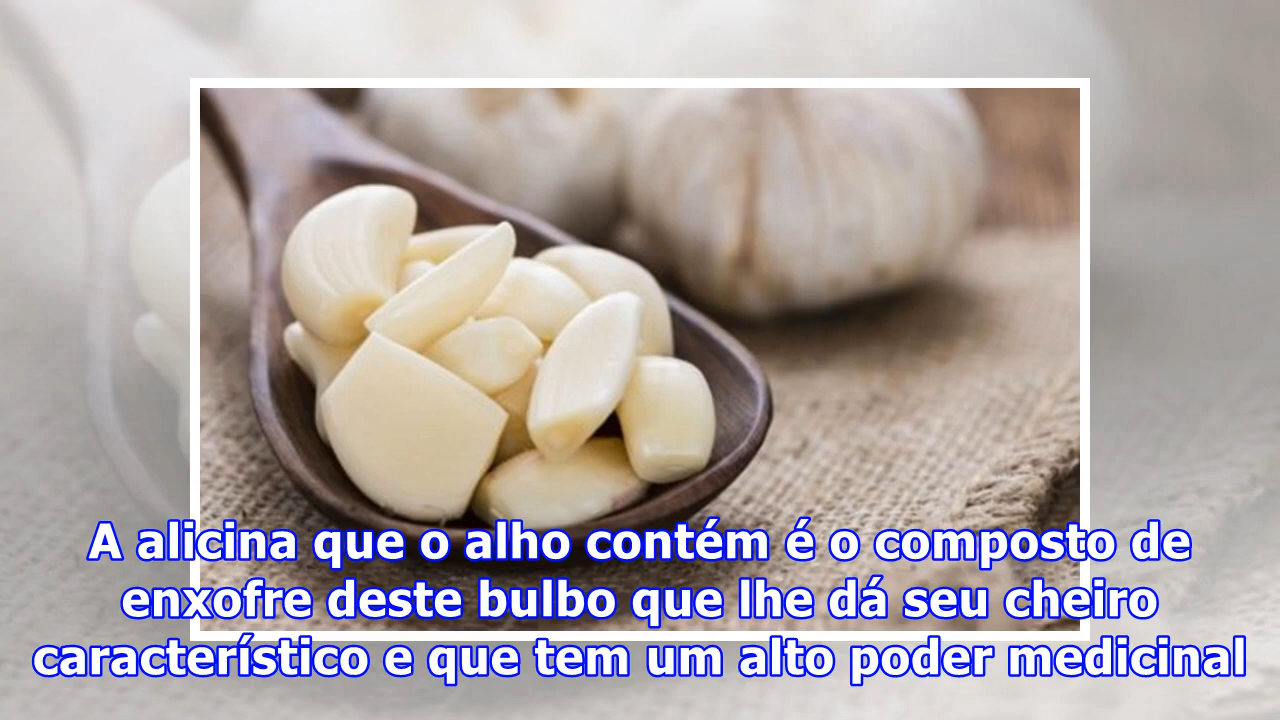 A alicina que o alho contém é o composto de
enxofre deste bulbo que lhe dá seu cheiro
característico e que tem um alto poder medicinal